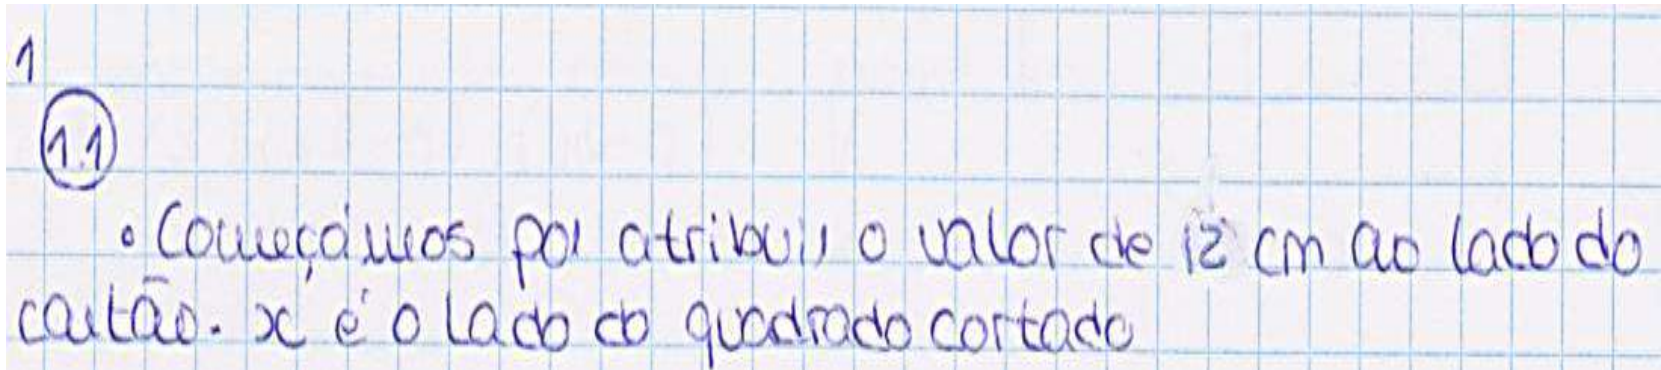 1
1.1
• Começámos por atribuir o valor de 12 cm ao lado do
cartão. x é o lado do quadrado cortado